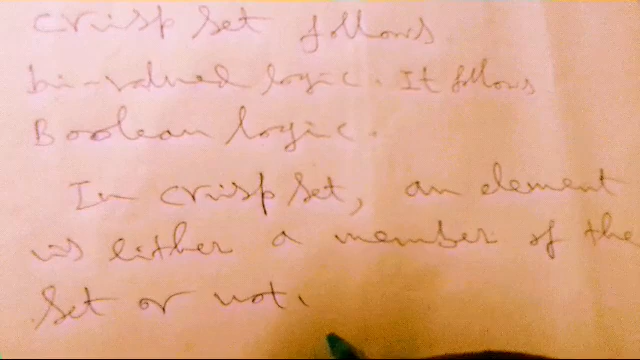 crisp set follows
bi-valued logic. It follows
Boolean logic.
In crisp set, an element
is either a member of the
set or not.